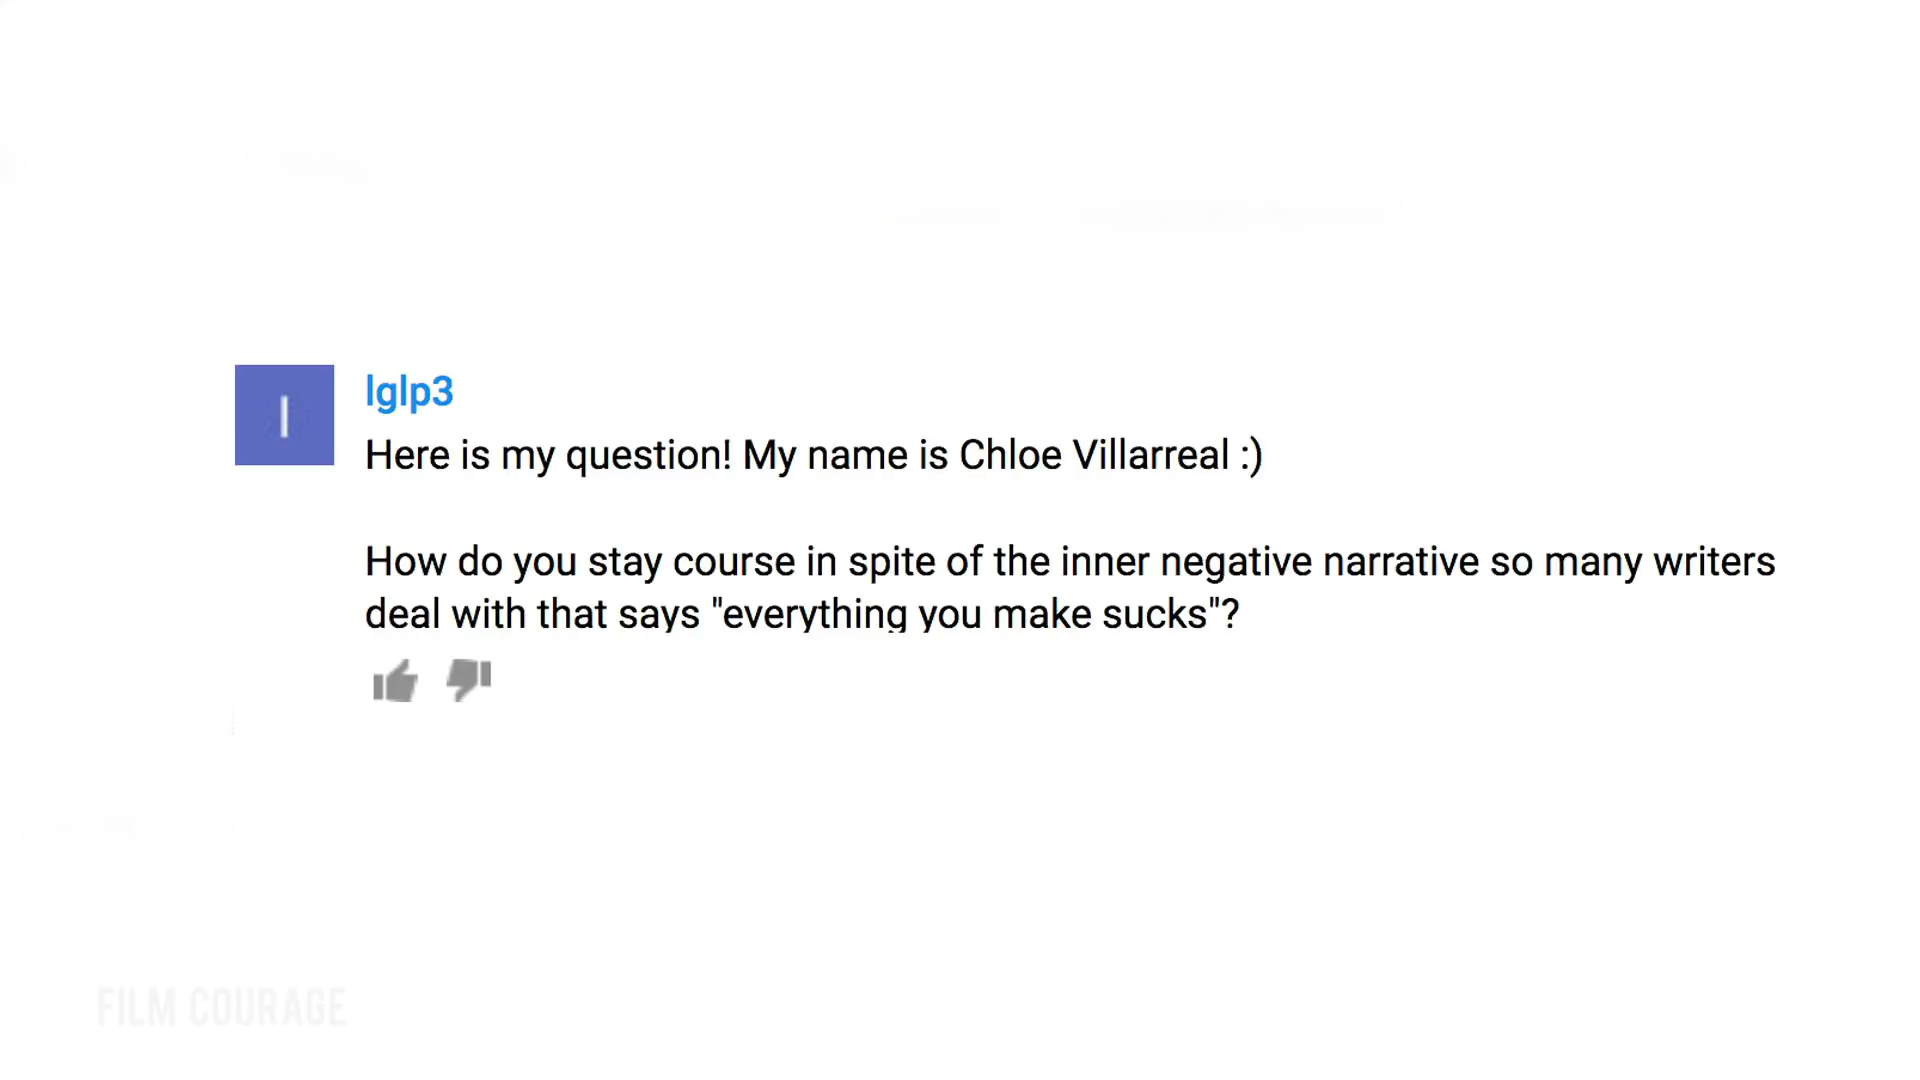 l
lglp3
Here is my question! My name is Chloe Villarreal :)
How do you stay course in spite of the inner negative narrative so many writers
deal with that says "everything you make sucks"?
FILM COURAGE